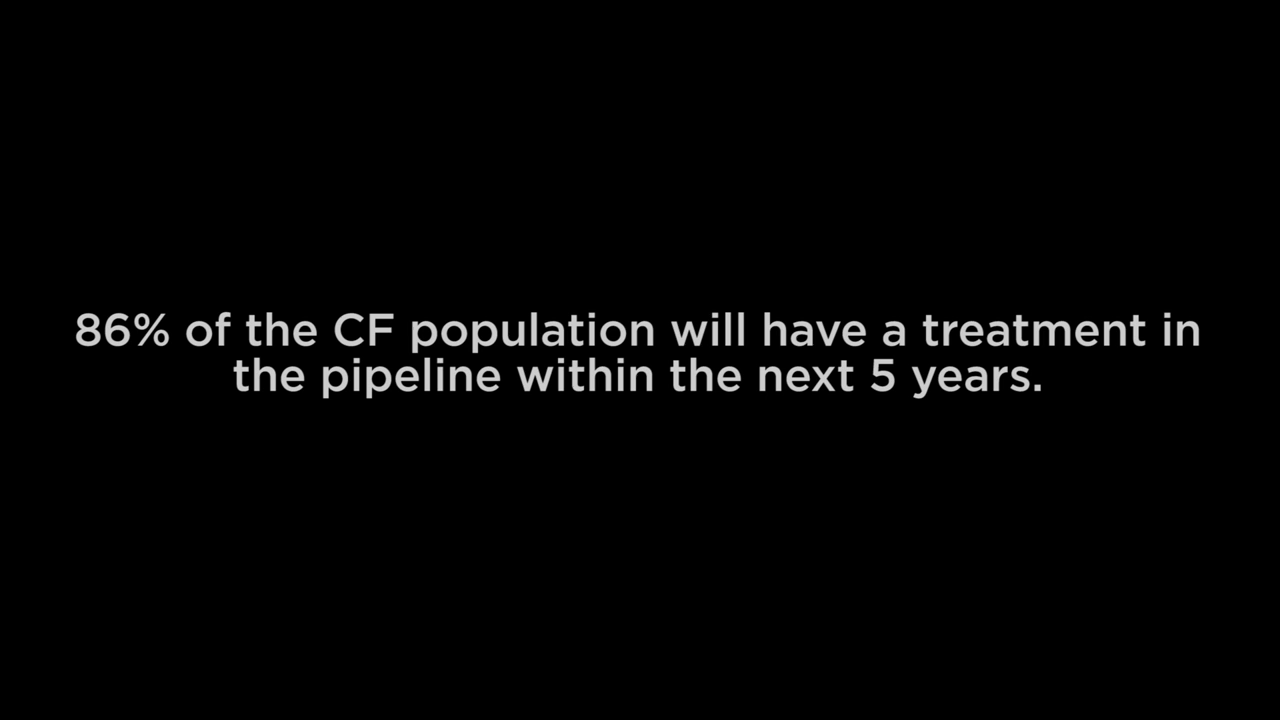 86% of the CF population will have a treatment in
the pipeline within the next 5 years.